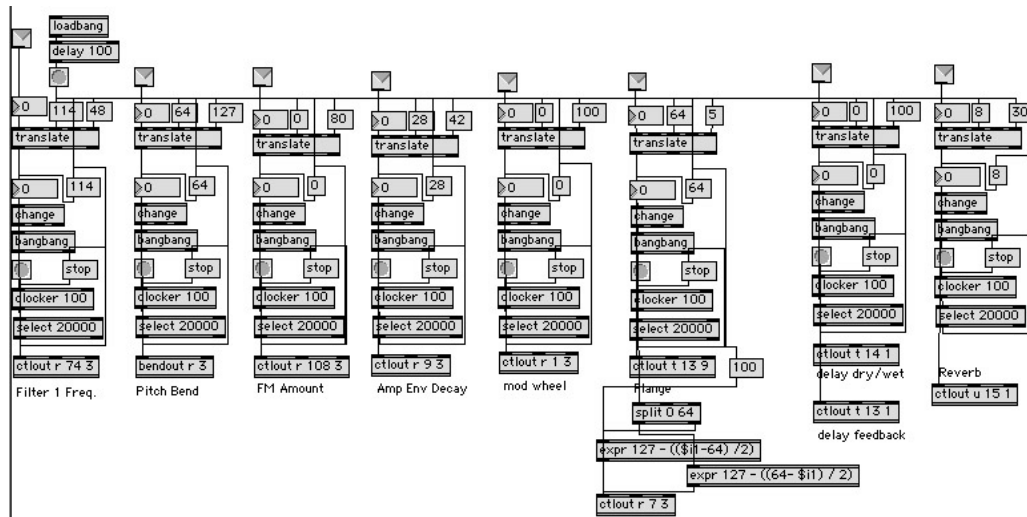 loadbang
delay 100
0 114 48
translate
0 114
change
bangbang
stop
clocker 100
select 20000
ctlout r 74 3
Filter 1 Freq.
0 64 127
translate
0 64
change
bangbang
stop
clocker 100
select 20000
bendout r 3
Pitch Bend
0 0 80
translate
0 0
change
bangbang
stop
clocker 100
select 20000
ctlout r 108 3
FM Amount
0 28 42
translate
0 28
change
bangbang
stop
clocker 100
select 20000
ctlout r 9 3
Amp Env Decay
0 0 100
translate
0 0
change
bangbang
stop
clocker 100
select 20000
ctlout r 1 3
mod wheel
0 64 5
translate
0 64
change
bangbang
stop
clocker 100
select 20000
ctlout t 13 9
Flange
100
split 0 64
expr 127 - (($i1-64) /2)
expr 127 - ((64- $i1) / 2)
ctlout r 7 3
0 0 100
translate
0 0
change
bangbang
stop
clocker 100
select 20000
ctlout t 14 1
delay dry/wet
ctlout t 13 1
delay feedback
0 8 30
translate
0 8
change
bangbang
stop
clocker 100
select 20000
Reverb
ctlout u 15 1